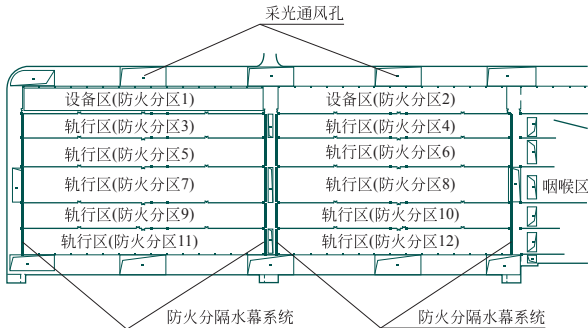 采光通风孔
设备区(防火分区1) 设备区(防火分区2)
轨行区(防火分区3) 轨行区(防火分区4)
轨行区(防火分区5) 轨行区(防火分区6)
轨行区(防火分区7) 轨行区(防火分区8) 咽喉区
轨行区(防火分区9) 轨行区(防火分区10)
轨行区(防火分区11) 轨行区(防火分区12)
防火分隔水幕系统 防火分隔水幕系统